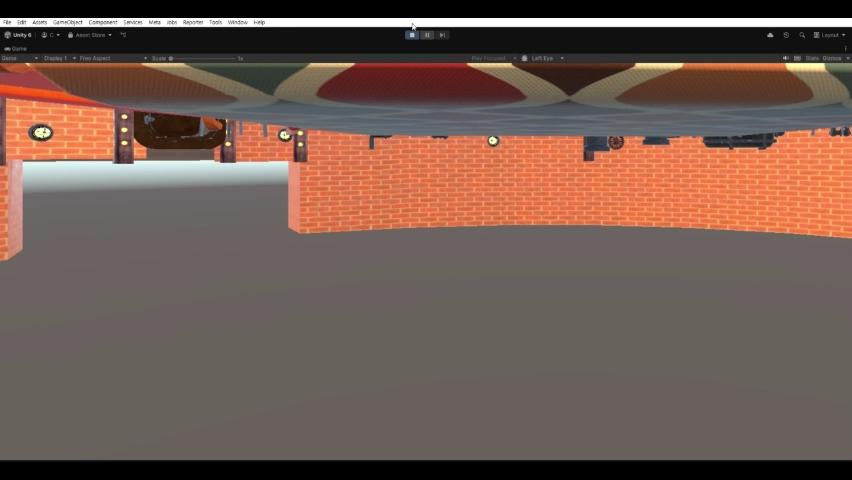 File Edit Assets GameObject Component Services Meta Jobs Reporter Tools Window Help
Unity 6 C Asset Store Layout
Game
Game Display 1 Free Aspect Scale 1x Play Focused Left Eye Stats Gizmos